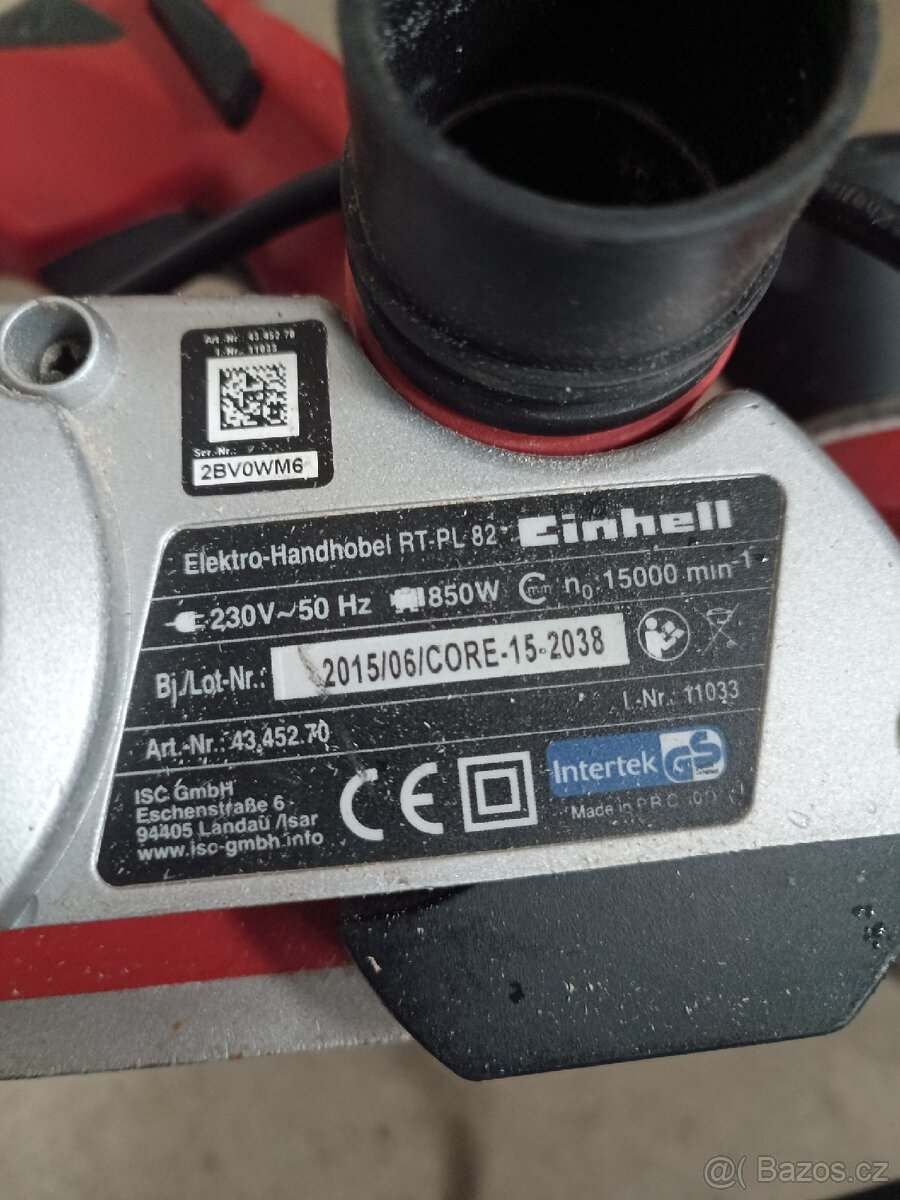 Art.-Nr.: 43.452.70
I.-Nr.: 11033
Ser.-Nr.:
2BV0WM6
Elektro-Handhobel RT-PL 82 Einhell
230V~50 Hz 850W n0:15000 min-1
Bj./Lot-Nr.: 2015/06/CORE-15-2038
I.-Nr.: 11033
Art.-Nr.: 43.452.70
ISC GmbH
Eschenstraße 6
94405 Landau /Isar
www.isc-gmbh.info
CE
Intertek GS
Made in P.R.C.
@( Bazos.cz